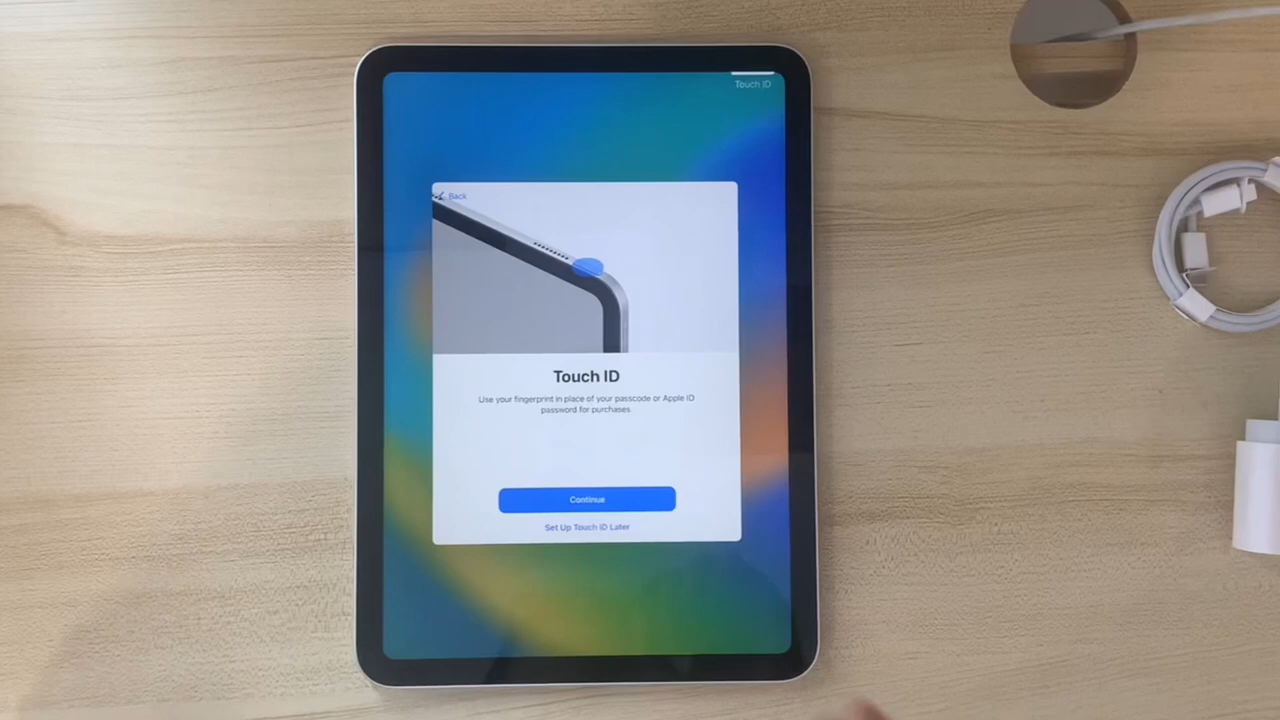 Touch ID
Back
Touch ID
Use your fingerprint in place of your passcode or Apple ID
password for purchases
Continue
Set Up Touch ID Later